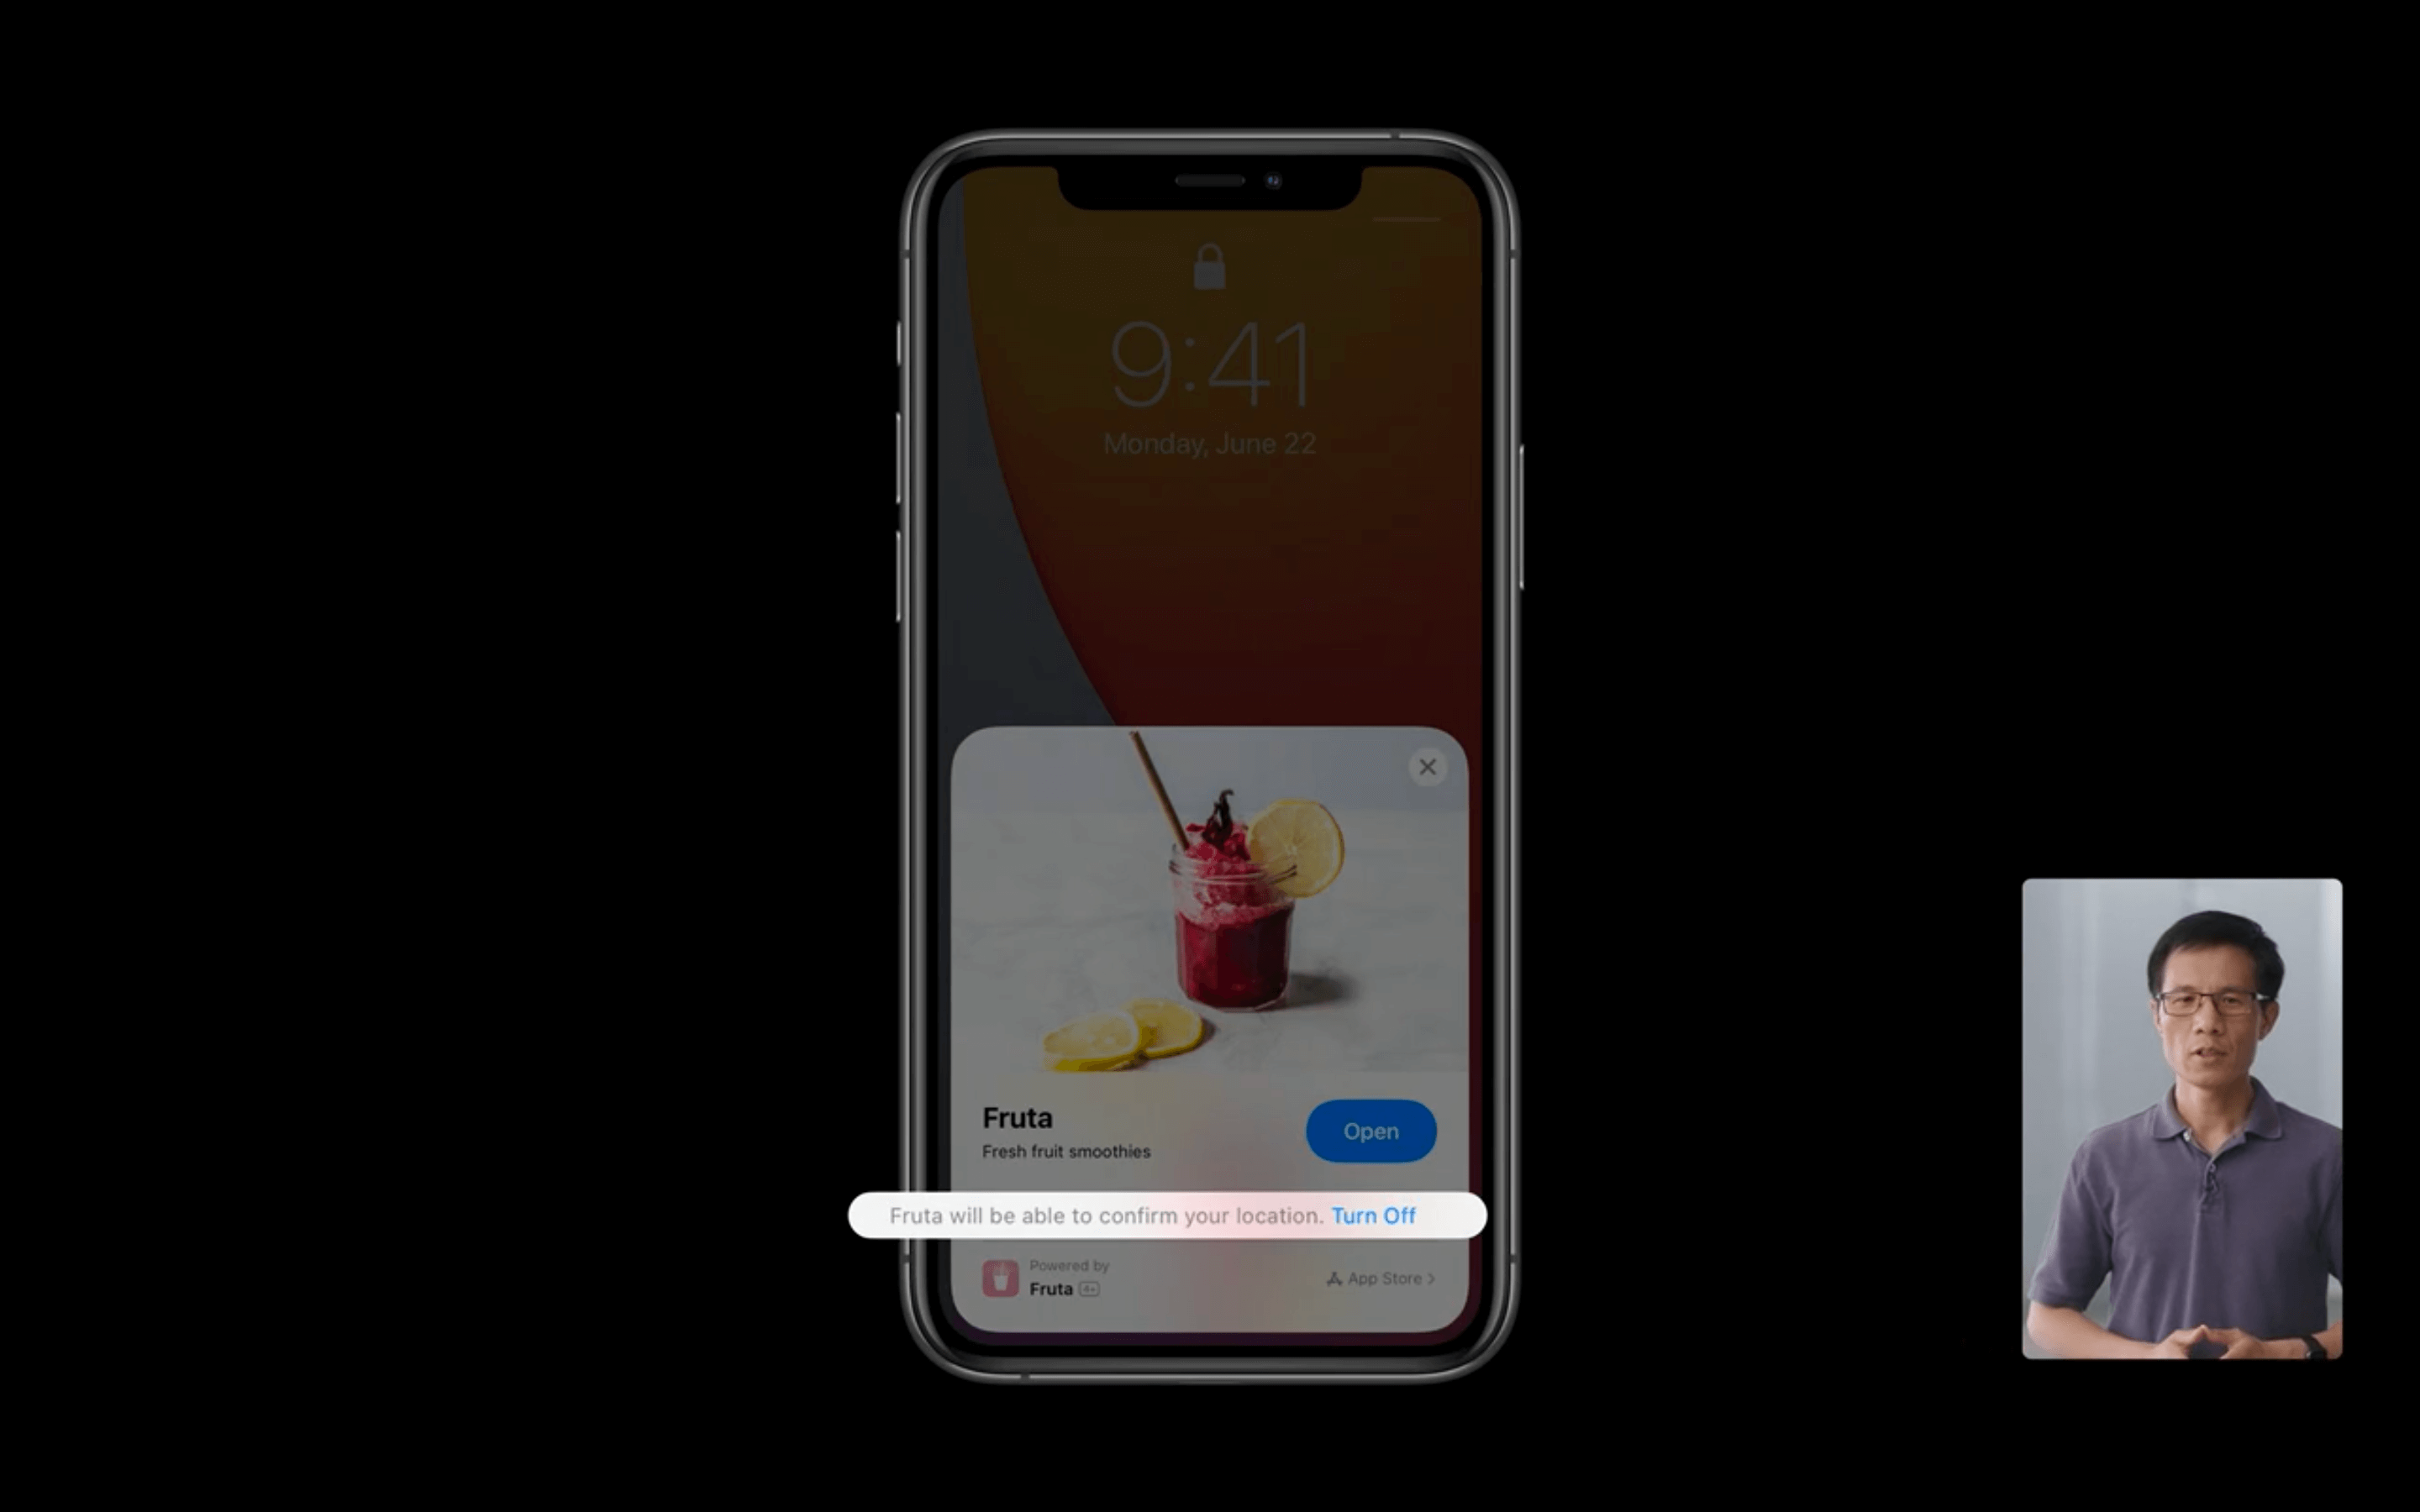 9:41
Monday, June 22
Fruta
Open
Fresh fruit smoothies
Fruta will be able to confirm your location. Turn Off
Powered by
Fruta 4+
App Store